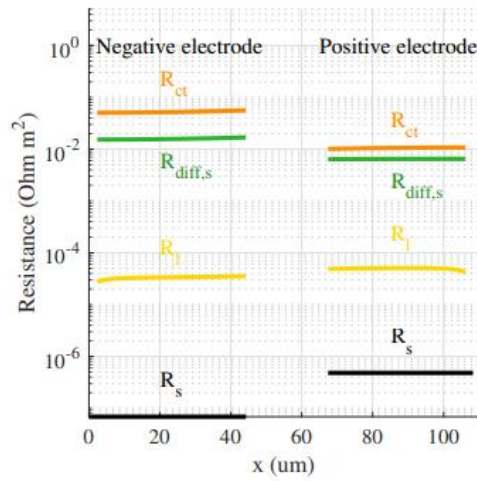 Negative electrode
Positive electrode
10^0
R_ct
R_ct
10^-2
R_diff,s
R_diff,s
R_l
R_l
10^-4
R_s
10^-6
R_s
0
20
40
60
80
100
x (um)
Resistance (Ohm m^2)